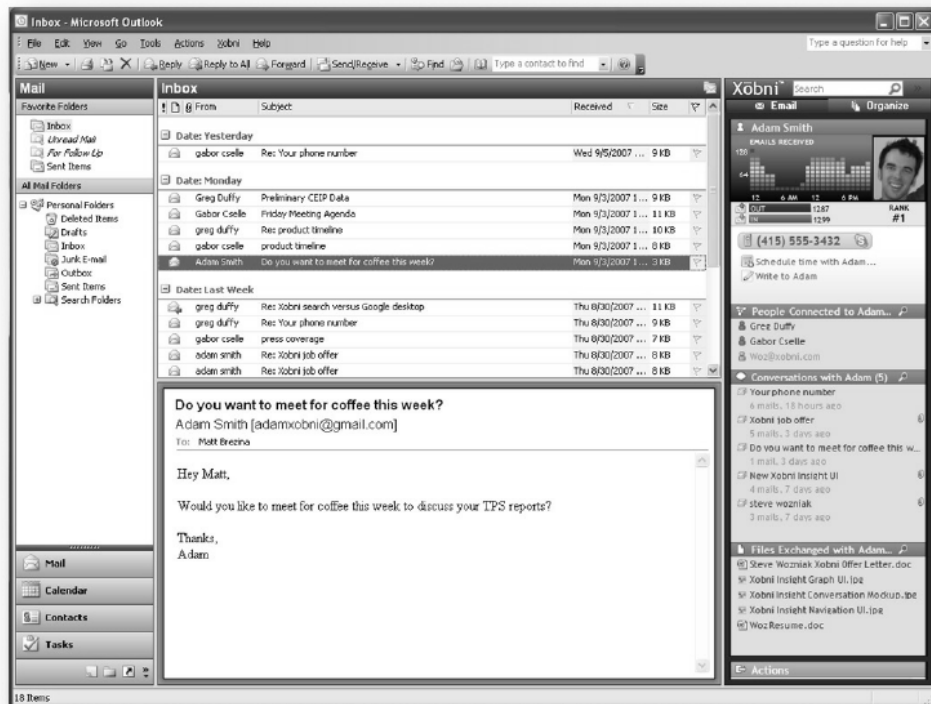 Inbox - Microsoft Outlook
File Edit View Go Tools Actions Xobni Help
Type a question for help
New Reply Reply to All Forward Send/Receive Find Type a contact to find
Mail
Favorite Folders
Inbox
Unread Mail
For Follow Up
Sent Items
All Mail Folders
Personal Folders
Deleted Items
Drafts
Inbox
Junk E-mail
Outbox
Sent Items
Search Folders
Mail
Calendar
Contacts
Tasks
18 Items
Inbox
From Subject Received Size
Date: Yesterday
gabor cselle Re: Your phone number Wed 9/5/2007 ... 9 KB
Date: Monday
Greg Duffy Preliminary CEIP Data Mon 9/3/2007 1... 9 KB
Gabor Cselle Friday Meeting Agenda Mon 9/3/2007 1... 11 KB
greg duffy Re: product timeline Mon 9/3/2007 1... 10 KB
gabor cselle product timeline Mon 9/3/2007 1... 8 KB
Adam Smith Do you want to meet for coffee this week? Mon 9/3/2007 1... 3 KB
Date: Last Week
greg duffy Re: Xobni search versus Google desktop Thu 8/30/2007 ... 11 KB
greg duffy Re: Your phone number Thu 8/30/2007 ... 9 KB
gabor cselle press coverage Thu 8/30/2007 ... 7 KB
adam smith Re: Xobni job offer Thu 8/30/2007 ... 8 KB
adam smith Re: Xobni job offer Thu 8/30/2007 ... 8 KB
Do you want to meet for coffee this week?
Adam Smith [adamxobni@gmail.com]
To: Matt Brezina
Hey Matt,
Would you like to meet for coffee this week to discuss your TPS reports?
Thanks,
Adam
Xobni Search
Email Organize
Adam Smith
EMAILS RECEIVED
128
64
12 6 AM 12 6 PM
OUT 1287 RANK
IN 1299 #1
(415) 555-3432
Schedule time with Adam...
Write to Adam
People Connected to Adam...
Greg Duffy
Gabor Cselle
Woz@xobni.com
Conversations with Adam (5)
Your phone number
6 mails, 18 hours ago
Xobni job offer
5 mails, 3 days ago
Do you want to meet for coffee this w...
1 mail, 3 days ago
New Xobni Insight UI
4 mails, 7 days ago
steve wozniak
3 mails, 7 days ago
Files Exchanged with Adam...
Steve Wozniak Xobni Offer Letter.doc
Xobni Insight Graph UI.jpg
Xobni Insight Conversation Mockup.jpg
Xobni Insight Navigation UI.jpg
WozResume.doc
Actions